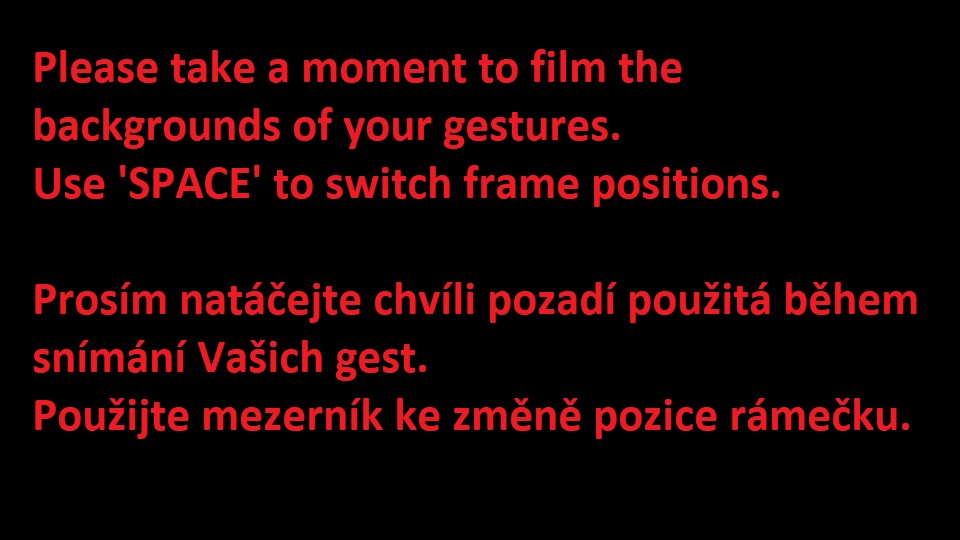 Please take a moment to film the
backgrounds of your gestures.
Use 'SPACE' to switch frame positions.
Prosím natáčejte chvíli pozadí použitá během
snímání Vašich gest.
Použijte mezerník ke změně pozice rámečku.